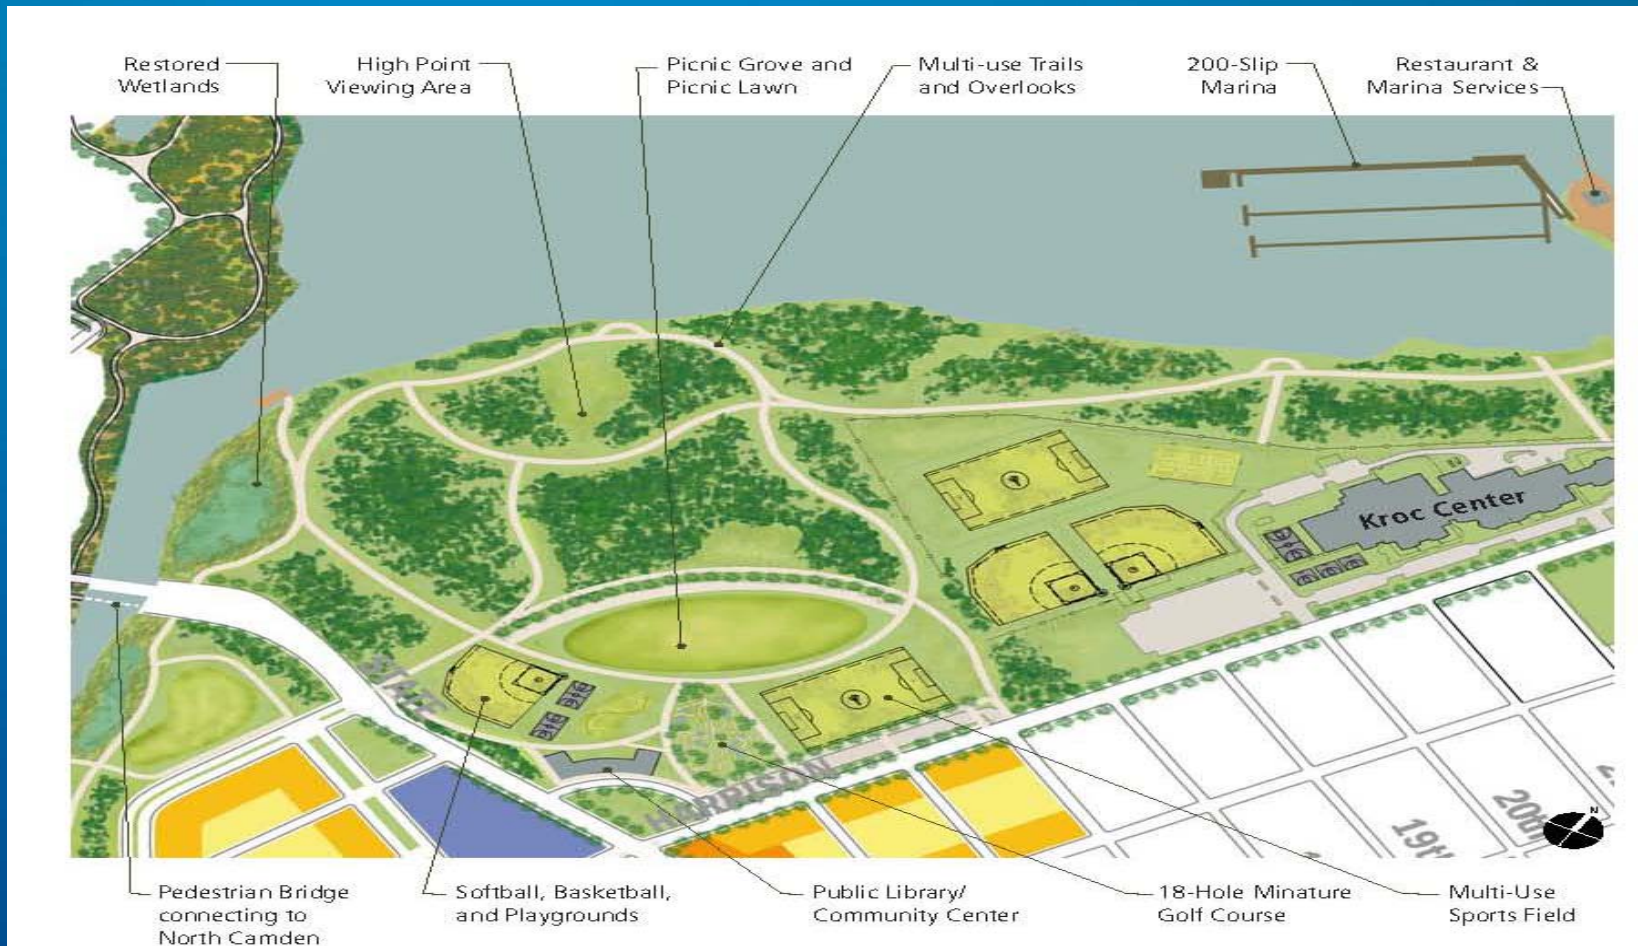 Restored
Wetlands
High Point
Viewing Area
Picnic Grove and
Picnic Lawn
Multi-use Trails
and Overlooks
200-Slip
Marina
Restaurant &
Marina Services
Kroc Center
STATE
HARRISON
19th
20th
N
Pedestrian Bridge
connecting to
North Camden
Softball, Basketball,
and Playgrounds
Public Library/
Community Center
18-Hole Minature
Golf Course
Multi-Use
Sports Field